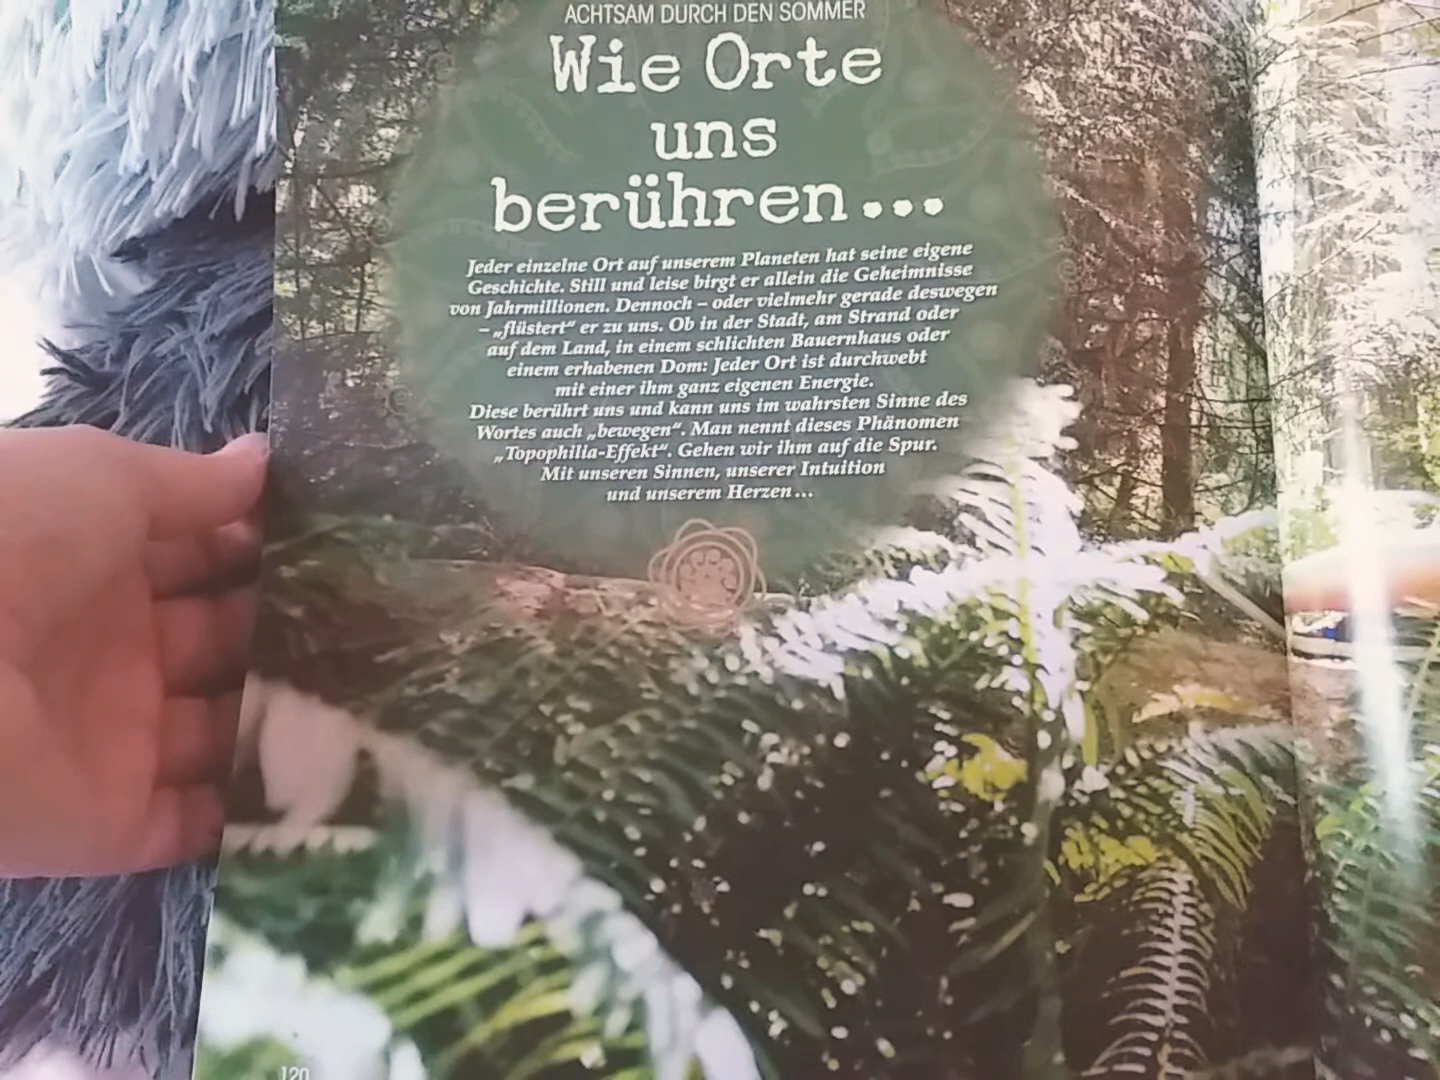 ACHTSAM DURCH DEN SOMMER
Wie Orte
uns
berühren...
Jeder einzelne Ort auf unserem Planeten hat seine eigene
Geschichte. Still und leise birgt er allein die Geheimnisse
von Jahrmillionen. Dennoch – oder vielmehr gerade deswegen
– „flüstert“ er zu uns. Ob in der Stadt, am Strand oder
auf dem Land, in einem schlichten Bauernhaus oder
einem erhabenen Dom: Jeder Ort ist durchwebt
mit einer ihm ganz eigenen Energie.
Diese berührt uns und kann uns im wahrsten Sinne des
Wortes auch „bewegen“. Man nennt dieses Phänomen
„Topophilia-Effekt“. Gehen wir ihm auf die Spur.
Mit unseren Sinnen, unserer Intuition
und unserem Herzen...
120